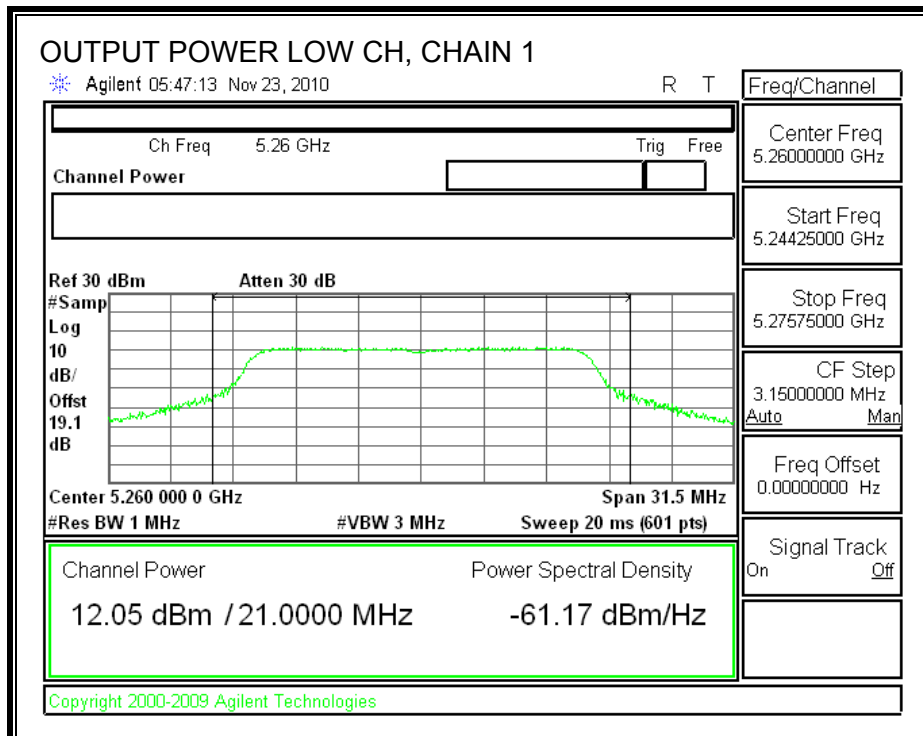 OUTPUT POWER LOW CH, CHAIN 1
Agilent 05:47:13 Nov 23, 2010 R T
Freq/Channel
Ch Freq 5.26 GHz Trig Free
Channel Power
Center Freq
5.26000000 GHz
Start Freq
5.24425000 GHz
Stop Freq
5.27575000 GHz
CF Step
3.15000000 MHz
Auto Man
Freq Offset
0.00000000 Hz
Signal Track
On Off
Ref 30 dBm Atten 30 dB
#Samp
Log
10
dB/
Offst
19.1
dB
Center 5.260 000 0 GHz Span 31.5 MHz
#Res BW 1 MHz #VBW 3 MHz Sweep 20 ms (601 pts)
Channel Power Power Spectral Density
12.05 dBm / 21.0000 MHz -61.17 dBm/Hz
Copyright 2000-2009 Agilent Technologies